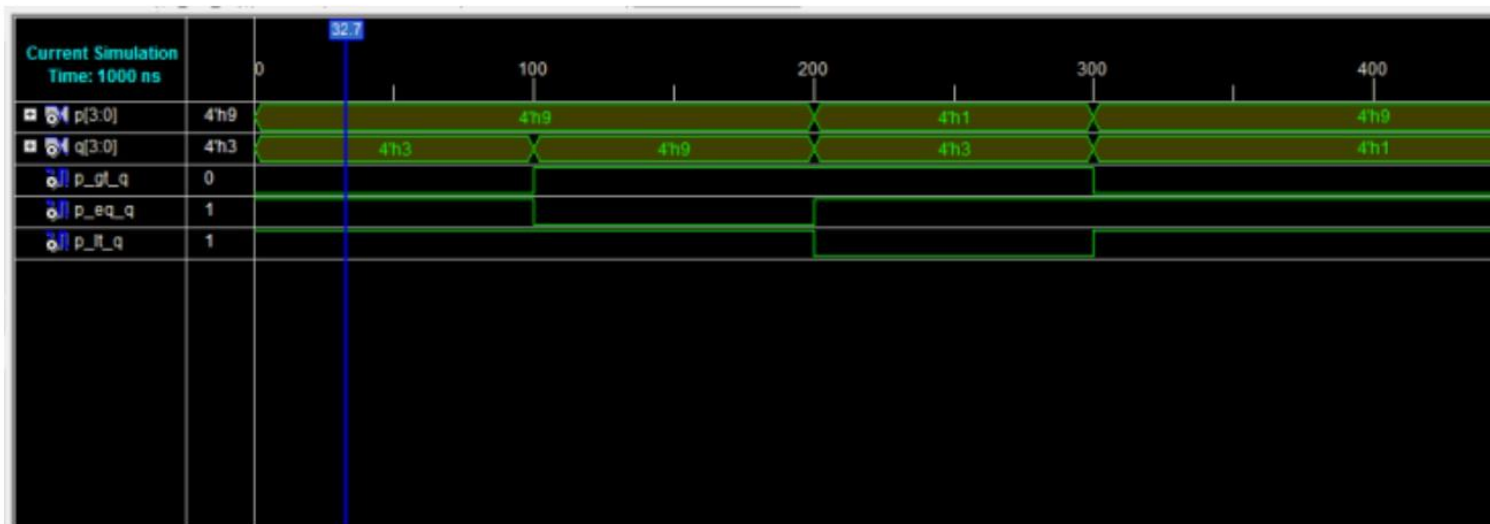 32.7
Current Simulation
Time: 1000 ns
0 100 200 300 400
p[3:0] 4'h9 4'h9 4'h1 4'h9
q[3:0] 4'h3 4'h3 4'h9 4'h3 4'h1
p_gt_q 0
p_eq_q 1
p_lt_q 1